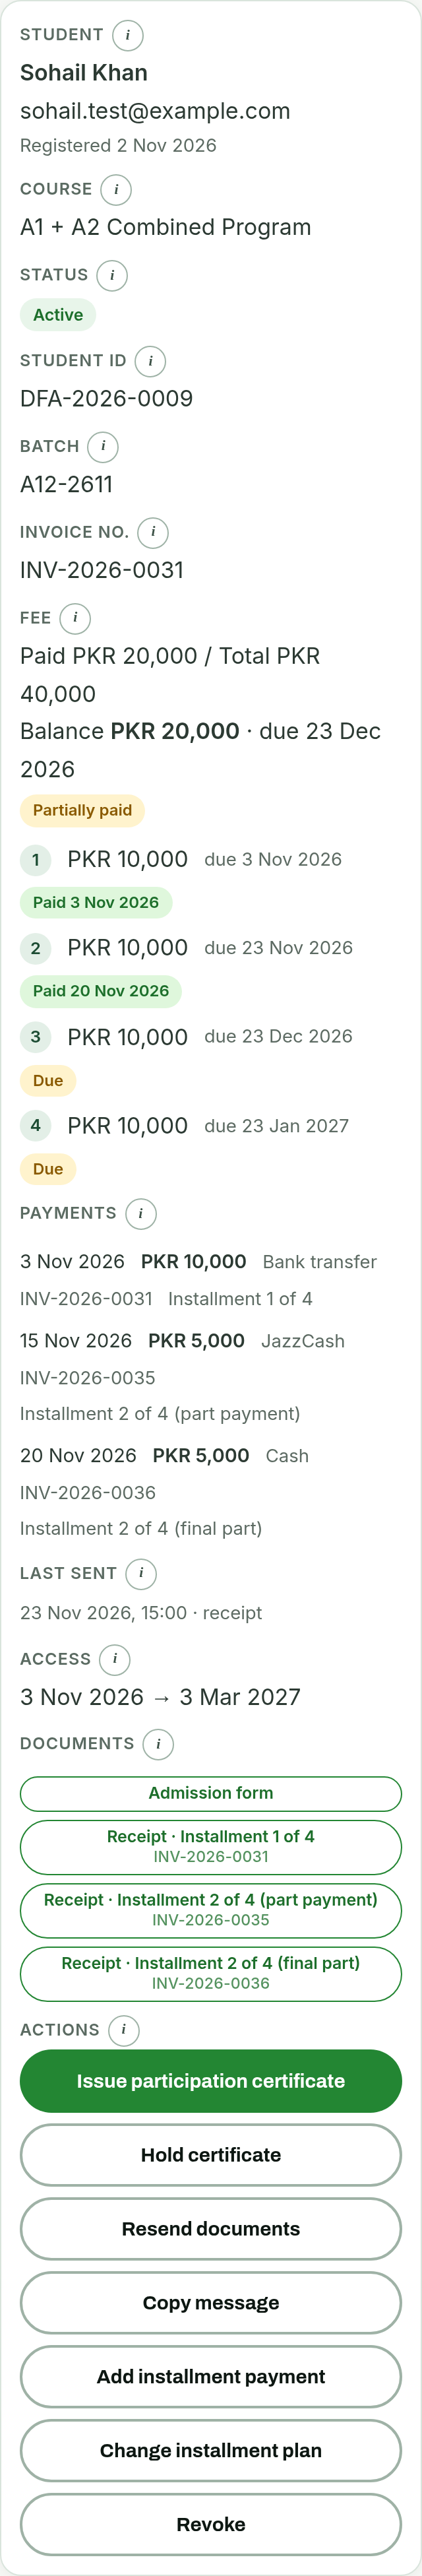 STUDENT i
Sohail Khan
sohail.test@example.com
Registered 2 Nov 2026
COURSE i
A1 + A2 Combined Program
STATUS i
Active
STUDENT ID i
DFA-2026-0009
BATCH i
A12-2611
INVOICE NO. i
INV-2026-0031
FEE i
Paid PKR 20,000 / Total PKR
40,000
Balance PKR 20,000 · due 23 Dec
2026
Partially paid
1 PKR 10,000 due 3 Nov 2026
Paid 3 Nov 2026
2 PKR 10,000 due 23 Nov 2026
Paid 20 Nov 2026
3 PKR 10,000 due 23 Dec 2026
Due
4 PKR 10,000 due 23 Jan 2027
Due
PAYMENTS i
3 Nov 2026 PKR 10,000 Bank transfer
INV-2026-0031 Installment 1 of 4
15 Nov 2026 PKR 5,000 JazzCash
INV-2026-0035
Installment 2 of 4 (part payment)
20 Nov 2026 PKR 5,000 Cash
INV-2026-0036
Installment 2 of 4 (final part)
LAST SENT i
23 Nov 2026, 15:00 · receipt
ACCESS i
3 Nov 2026 → 3 Mar 2027
DOCUMENTS i
Admission form
Receipt · Installment 1 of 4
INV-2026-0031
Receipt · Installment 2 of 4 (part payment)
INV-2026-0035
Receipt · Installment 2 of 4 (final part)
INV-2026-0036
ACTIONS i
Issue participation certificate
Hold certificate
Resend documents
Copy message
Add installment payment
Change installment plan
Revoke